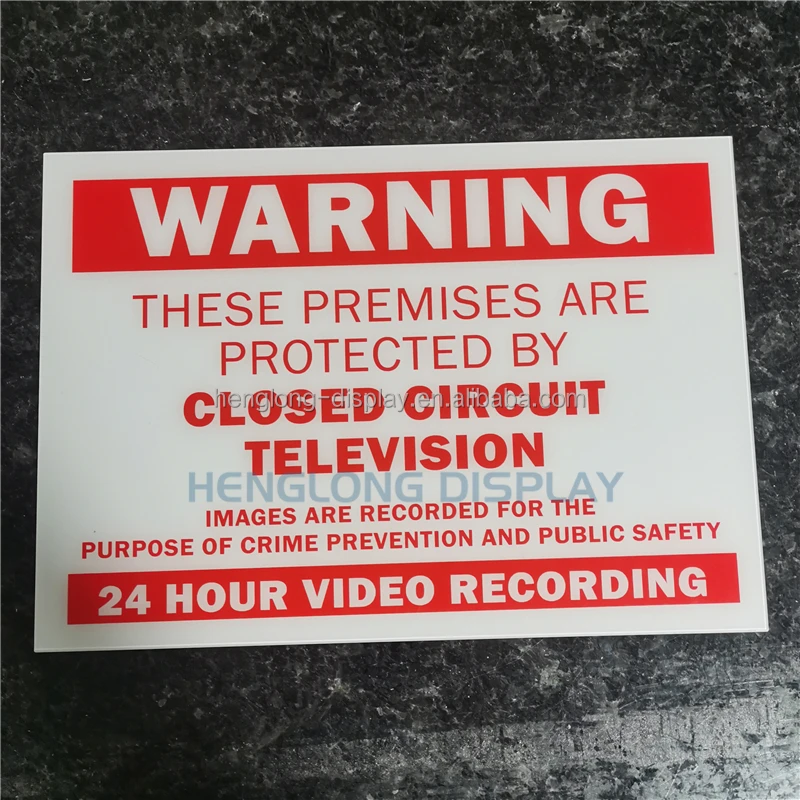 WARNING
THESE PREMISES ARE
PROTECTED BY
CLOSED CIRCUIT
henglong-display.en.alibaba.com
TELEVISION
HENGLONG DISPLAY
IMAGES ARE RECORDED FOR THE
PURPOSE OF CRIME PREVENTION AND PUBLIC SAFETY
24 HOUR VIDEO RECORDING